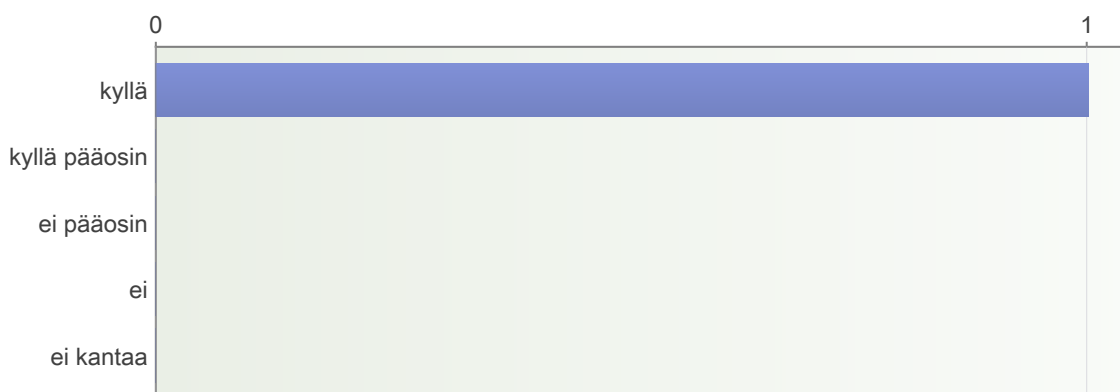 0 1
kyllä
kyllä pääosin
ei pääosin
ei
ei kantaa